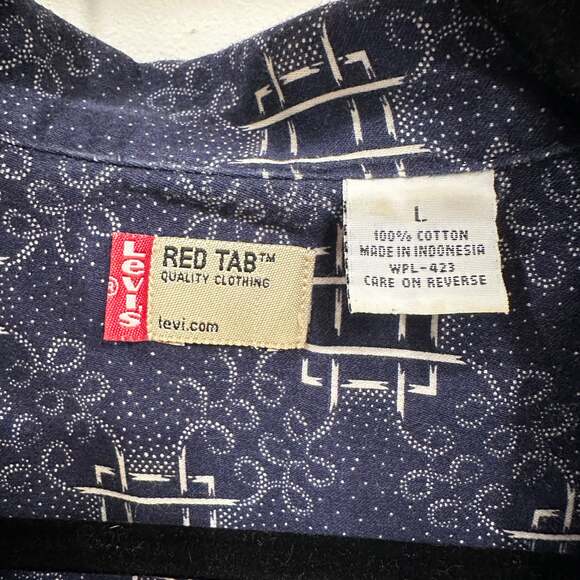 Levi's
®
RED TAB™
QUALITY CLOTHING
levi.com
L
100% COTTON
MADE IN INDONESIA
WPL-423
CARE ON REVERSE